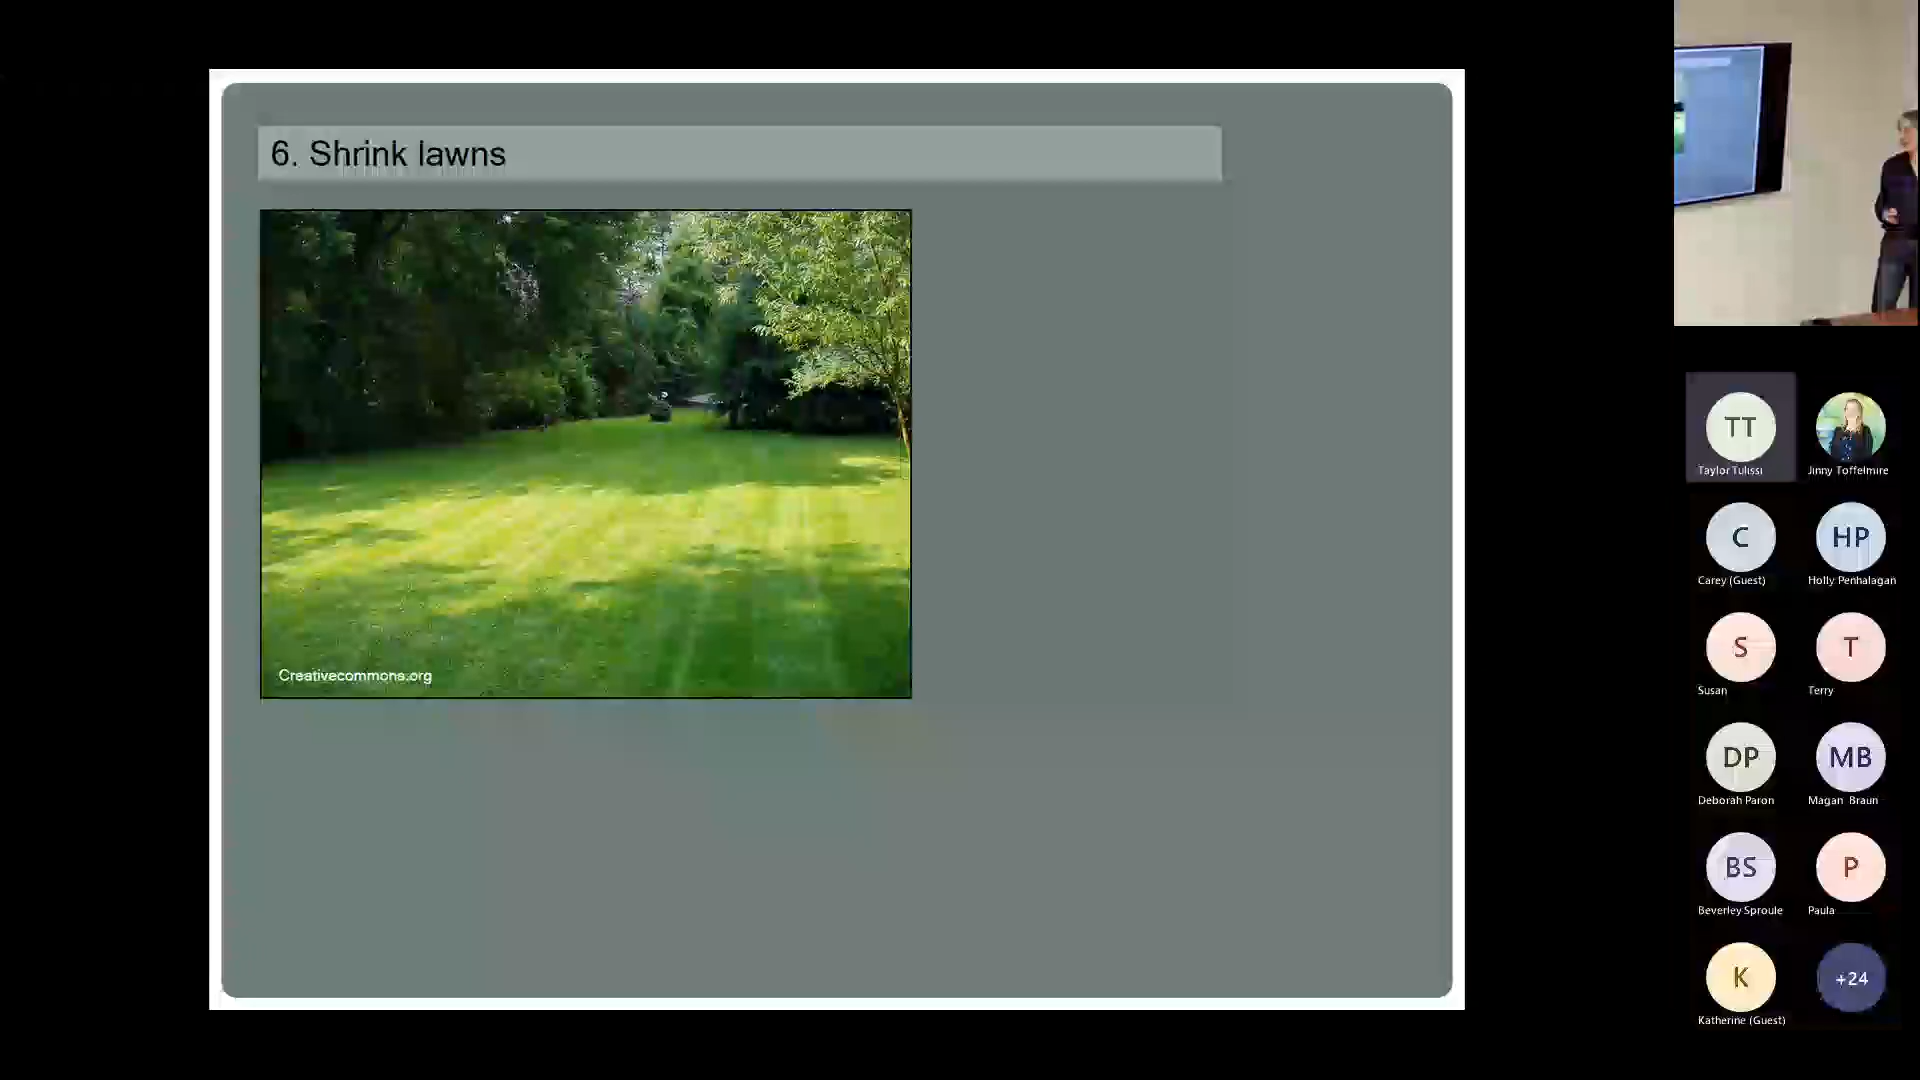 6. Shrink lawns
Creativecommons.org
TT
Taylor Tulissi
Jinny Toffelmire
C
Carey (Guest)
HP
Holly Penhalagan
S
Susan
T
Terry
DP
Deborah Paron
MB
Magan Braun
BS
Beverley Sproule
P
Paula
K
Katherine (Guest)
+24